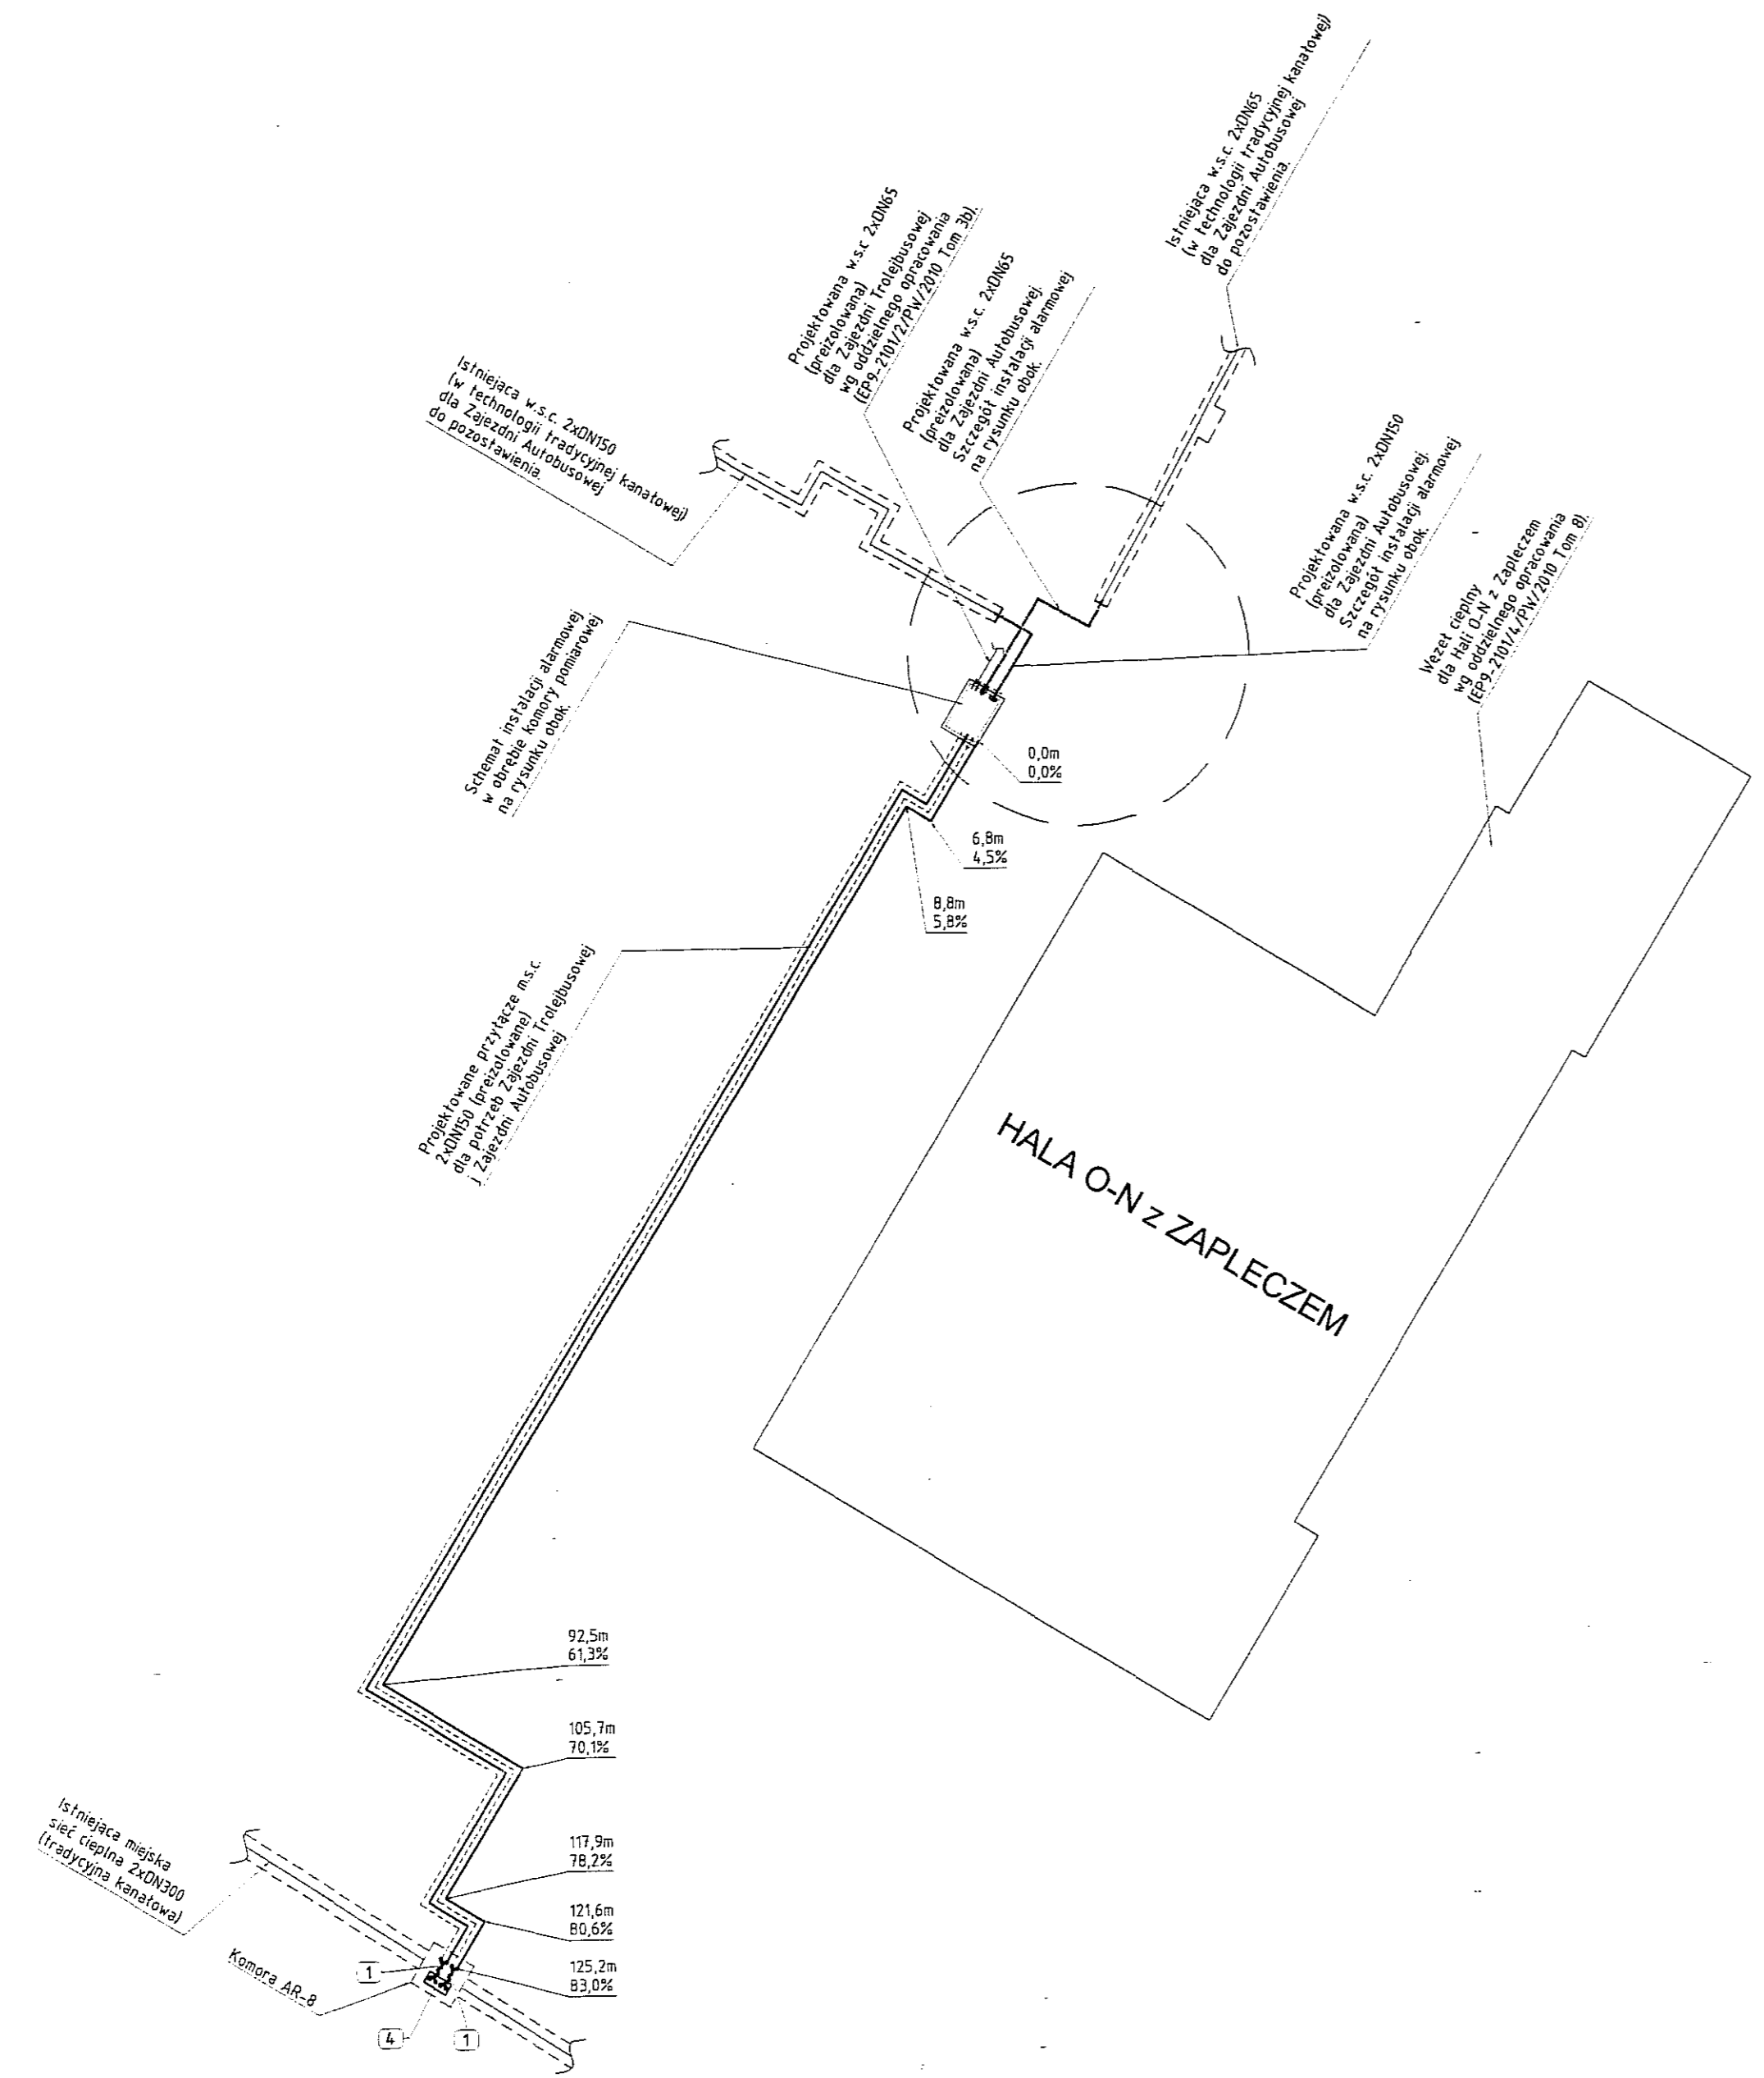 Istniejąca w.s.c. 2xDN65
(w technologii tradycyjnej kanałowej)
dla Zajezdni Autobusowej
do pozostawienia.
Projektowana w.s.c 2xDN65
(preizolowana)
dla Zajezdni Trolejbusowej
wg oddzielnego opracowania
(EP9-2101/2/PW/2010 Tom 3b).
Projektowana w.s.c. 2xDN65
(preizolowana)
dla Zajezdni Autobusowej.
Szczegół instalacji alarmowej
na rysunku obok.
Istniejąca w.s.c. 2xDN150
(w technologii tradycyjnej kanałowej)
dla Zajezdni Autobusowej
do pozostawienia.
Projektowana w.s.c. 2xDN150
(preizolowana)
dla Zajezdni Autobusowej.
Szczegół instalacji alarmowej
na rysunku obok.
Węzeł cieplny
dla Hali O-N z Zapleczem
wg oddzielnego opracowania
(EP9-2101/4/PW/2010 Tom 8).
Schemat instalacji alarmowej
w obrębie komory pomiarowej
na rysunku obok.
0,0m
0,0%
6,8m
4,5%
8,8m
5,8%
Projektowane przyłącze m.s.c.
2xDN150 (preizolowane)
dla potrzeb Zajezdni Trolejbusowej
i Zajezdni Autobusowej
HALA O-N z ZAPLECZEM
92,5m
61,3%
105,7m
70,1%
117,9m
78,2%
121,6m
80,6%
125,2m
83,0%
Istniejąca miejska
sieć cieplna 2xDN300
(tradycyjna kanałowa)
Komora AR-8
1
4
1